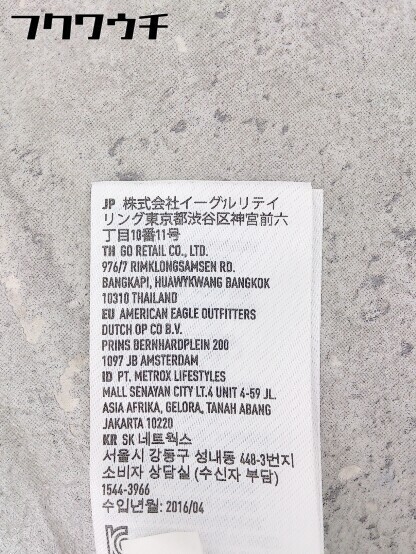 フクワウチ
JP 株式会社イーグルリテイ
リング東京都渋谷区神宮前六
丁目10番11号
TH GO RETAIL CO., LTD.
976/7 RIMKLONGSAMSEN RD.
BANGKAPI, HUAWYKWANG BANGKOK
10310 THAILAND
EU AMERICAN EAGLE OUTFITTERS
DUTCH OP CO B.V.
PRINS BERNHARDPLEIN 200
1097 JB AMSTERDAM
ID PT. METROX LIFESTYLES
MALL SENAYAN CITY LT.4 UNIT 4-59 JL.
ASIA AFRIKA, GELORA, TANAH ABANG
JAKARTA 10220
KR SK 네트웍스
서울시 강동구 성내동 448-3번지
소비자 상담실 (수신자 부담)
1544-3966
수입년월: 2016/04